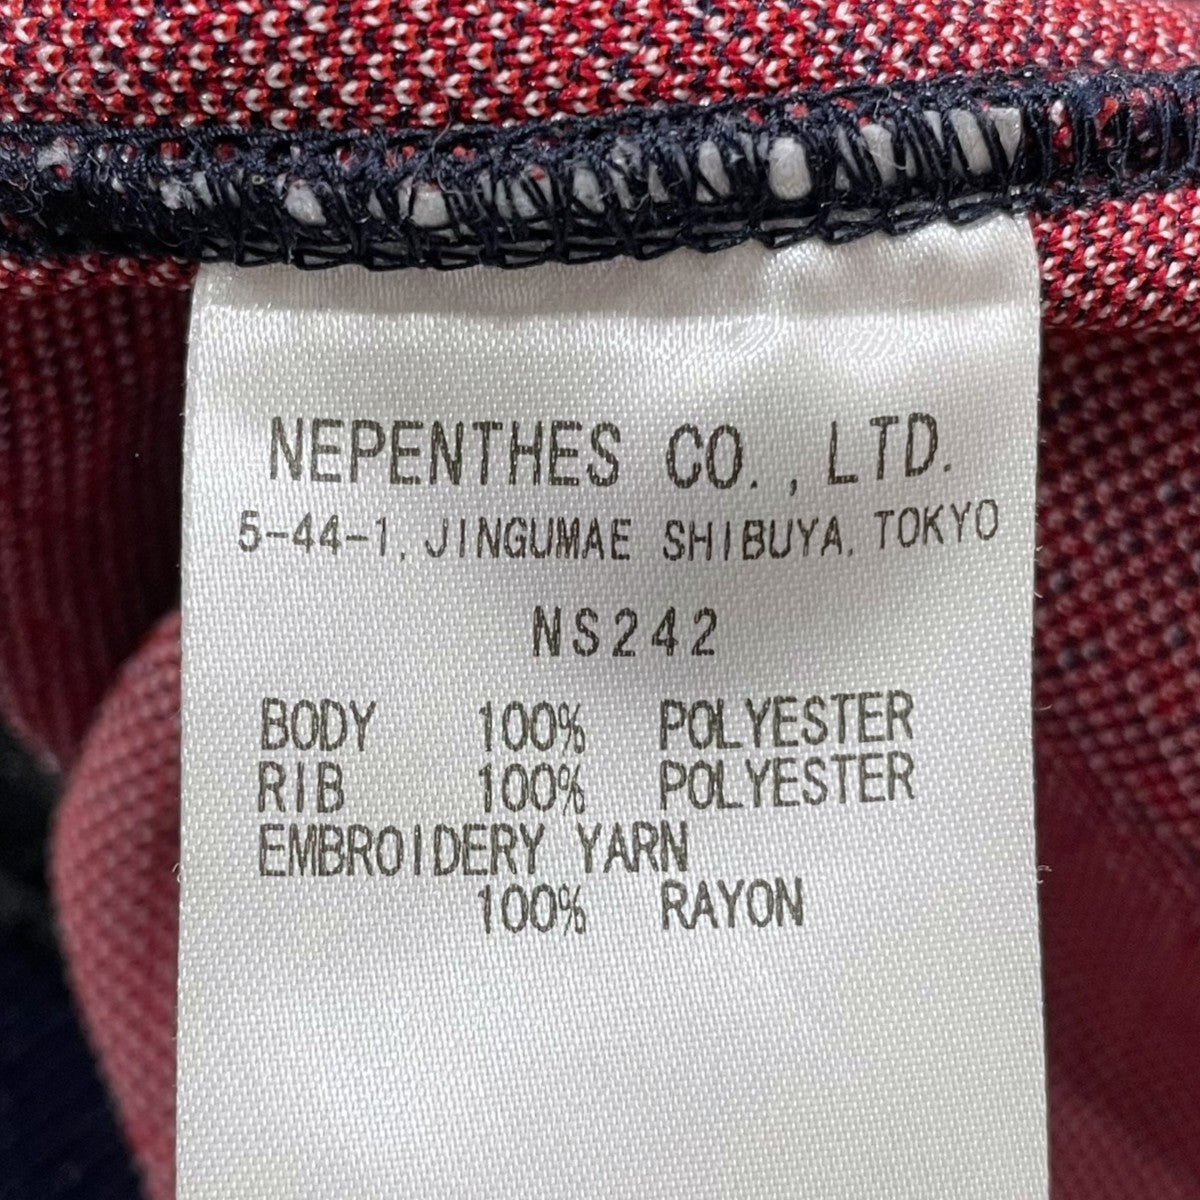 NEPENTHES CO., LTD.
5-44-1, JINGUMAE SHIBUYA, TOKYO
NS242
BODY 100% POLYESTER
RIB 100% POLYESTER
EMBROIDERY YARN
100% RAYON